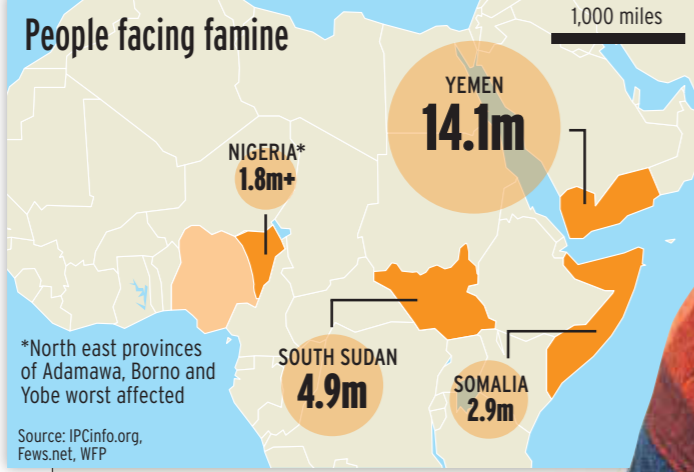 People facing famine
1,000 miles
YEMEN
14.1m
NIGERIA*
1.8m+
SOUTH SUDAN
4.9m
SOMALIA
2.9m
*North east provinces
of Adamawa, Borno and
Yobe worst affected
Source: IPCinfo.org,
Fews.net, WFP